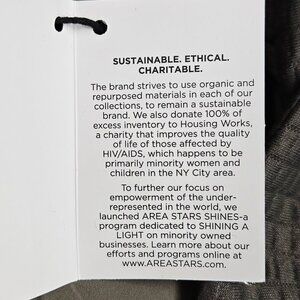 SUSTAINABLE. ETHICAL.
CHARITABLE.
The brand strives to use organic and
repurposed materials in each of our
collections, to remain a sustainable
brand. We also donate 100% of
excess inventory to Housing Works,
a charity that improves the quality
of life of those affected by
HIV/AIDS, which happens to be
primarily minority women and
children in the NY City area.
To further our focus on
empowerment of the under-
represented in the world, we
launched AREA STARS SHINES-a
program dedicated to SHINING A
LIGHT on minority owned
businesses. Learn more about our
efforts and programs online at
www.AREASTARS.com.